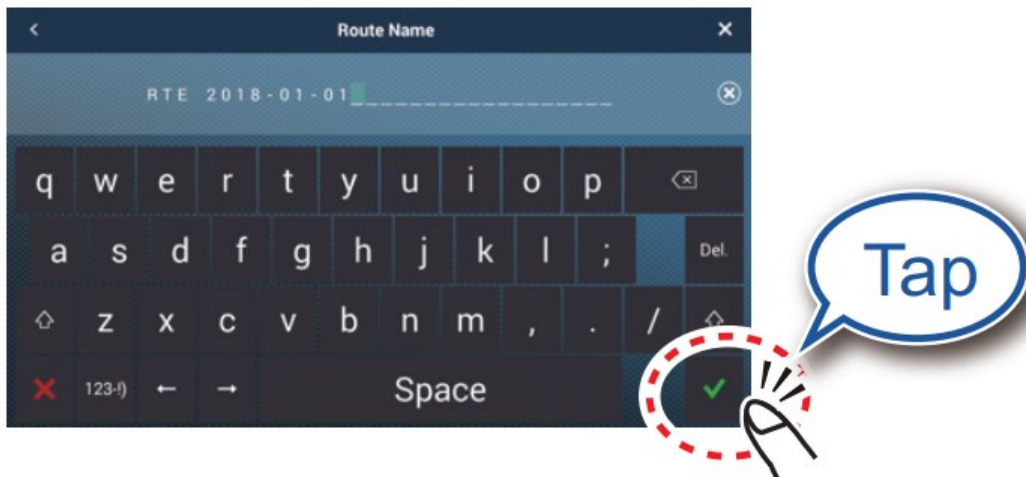 Route Name
RTE 2018-01-01
q w e r t y u i o p
a s d f g h j k l ; Del.
z x c v b n m , . /
123-!) ← → Space
Tap